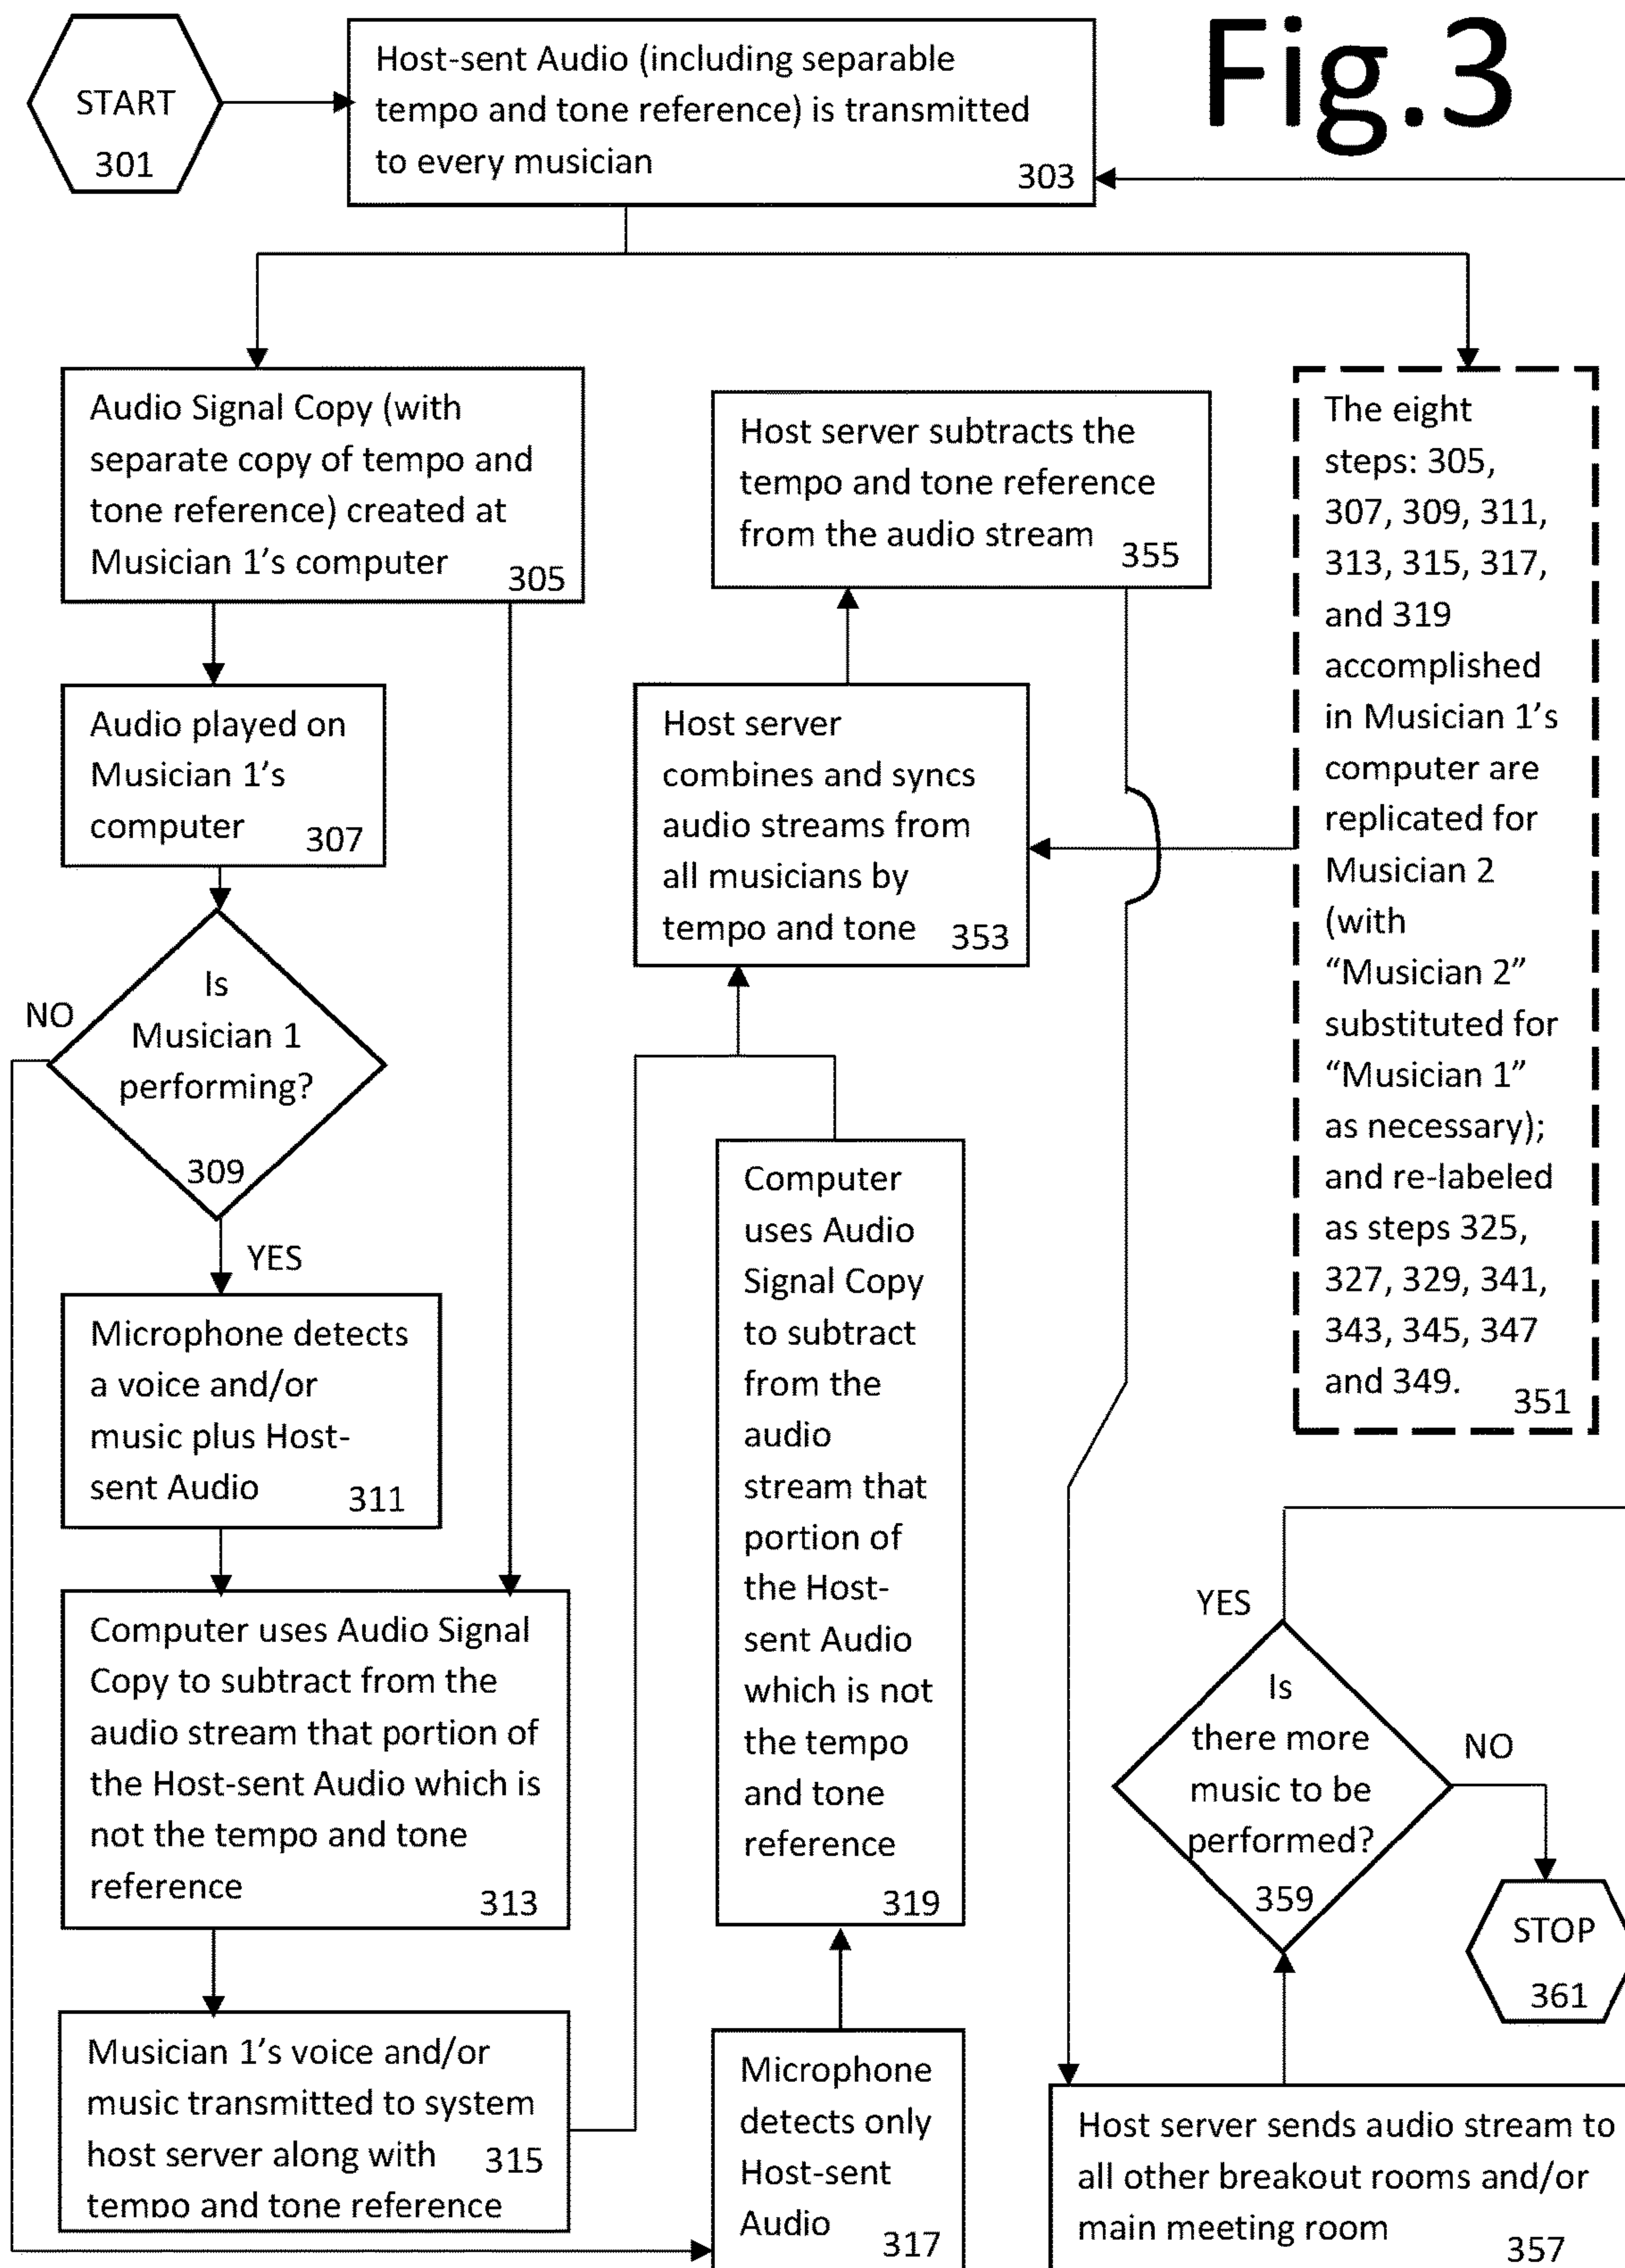 Fig.3
START
301
Host-sent Audio (including separable
tempo and tone reference) is transmitted
to every musician
303
Audio Signal Copy (with
separate copy of tempo and
tone reference) created at
Musician 1’s computer
305
Audio played on
Musician 1’s
computer
307
Is
Musician 1
performing?
309
NO
YES
Microphone detects
a voice and/or
music plus Host-
sent Audio
311
Computer uses Audio Signal
Copy to subtract from the
audio stream that portion of
the Host-sent Audio which is
not the tempo and tone
reference
313
Musician 1’s voice and/or
music transmitted to system
host server along with
315
tempo and tone reference
Host server subtracts the
tempo and tone reference
from the audio stream
355
Host server
combines and syncs
audio streams from
all musicians by
tempo and tone
353
Computer
uses Audio
Signal Copy
to subtract
from the
audio
stream that
portion of
the Host-
sent Audio
which is not
the tempo
and tone
reference
319
Microphone
detects only
Host-sent
Audio
317
The eight
steps: 305,
307, 309, 311,
313, 315, 317,
and 319
accomplished
in Musician 1’s
computer are
replicated for
Musician 2
(with
“Musician 2”
substituted for
“Musician 1”
as necessary);
and re-labeled
as steps 325,
327, 329, 341,
343, 345, 347
and 349.
351
YES
Is
there more
music to be
performed?
359
NO
STOP
361
Host server sends audio stream to
all other breakout rooms and/or
main meeting room
357